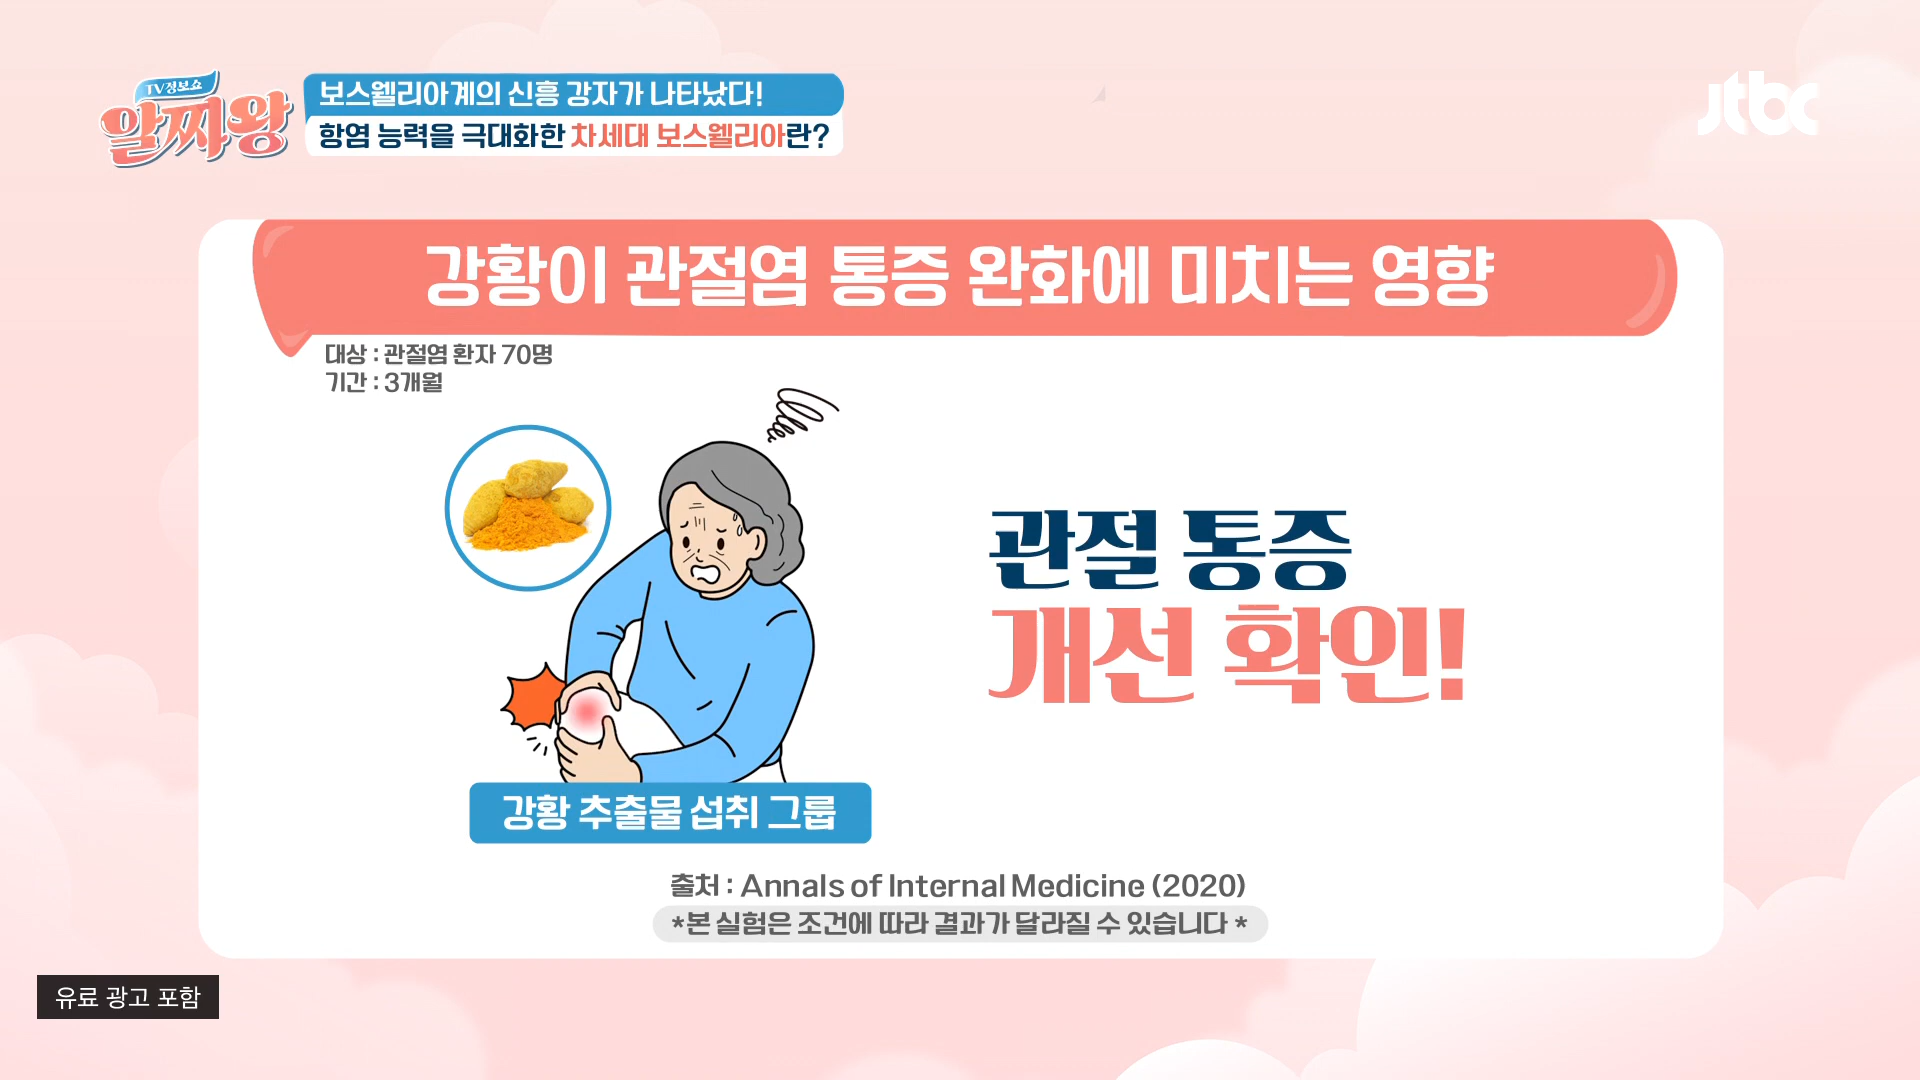 TV정보쇼
알짜왕
보스웰리아계의 신흥 강자가 나타났다!
항염 능력을 극대화한 차세대 보스웰리아란?
jtbc
강황이 관절염 통증 완화에 미치는 영향
대상 : 관절염 환자 70명
기간 : 3개월
관절 통증
개선 확인!
강황 추출물 섭취 그룹
출처 : Annals of Internal Medicine (2020)
*본 실험은 조건에 따라 결과가 달라질 수 있습니다 *
유료 광고 포함